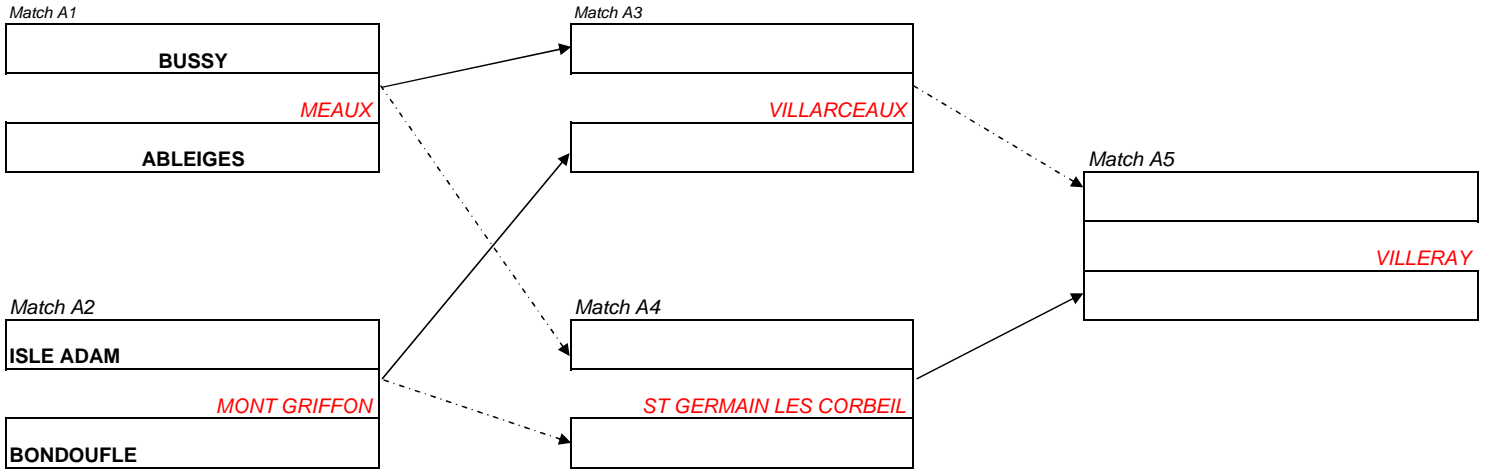 Match A1
BUSSY
MEAUX
ABLEIGES
Match A2
ISLE ADAM
MONT GRIFFON
BONDOUFLE
Match A3
VILLARCEAUX
Match A4
ST GERMAIN LES CORBEIL
Match A5
VILLERAY